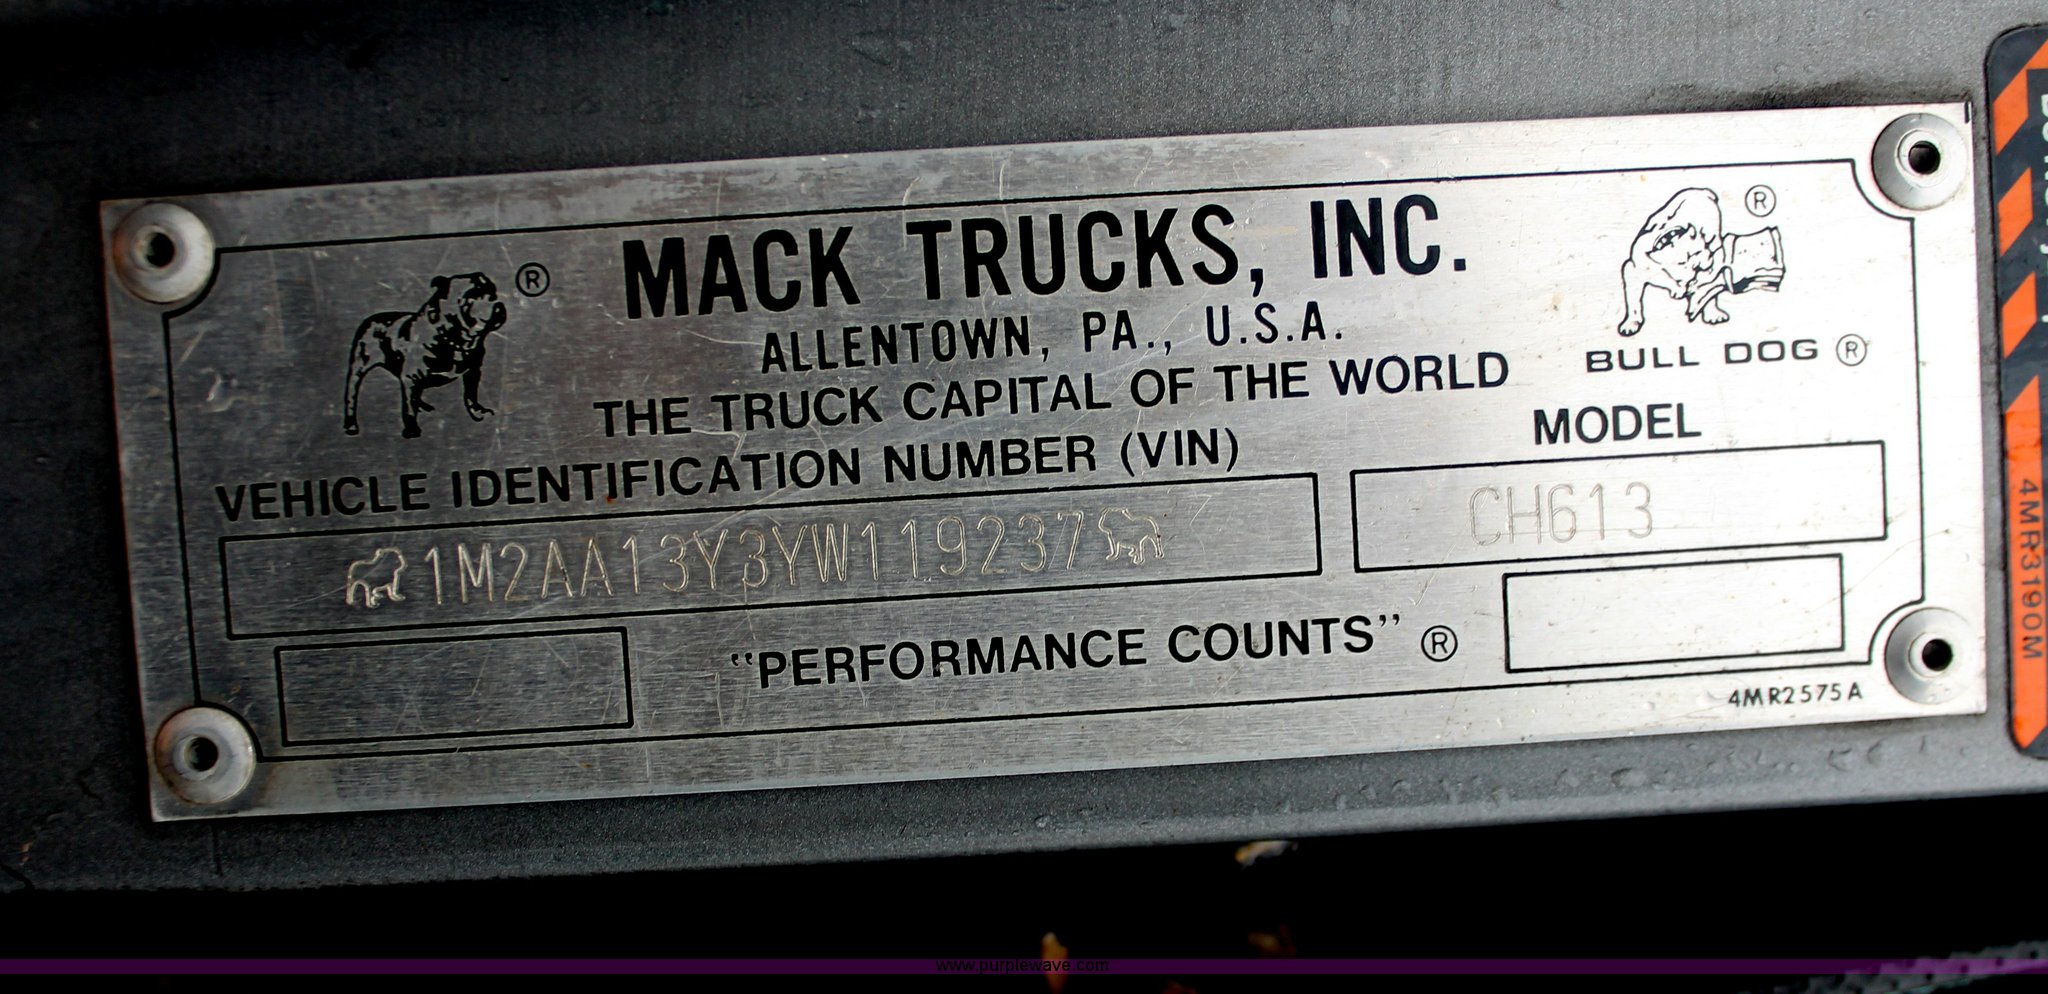 MACK TRUCKS, INC.
ALLENTOWN, PA., U.S.A.
THE TRUCK CAPITAL OF THE WORLD
®
®
BULL DOG ®
VEHICLE IDENTIFICATION NUMBER (VIN)
MODEL
1M2AA13Y3YW119237
CH613
"PERFORMANCE COUNTS" ®
4MR2575A
4MR3190M
www.purplewave.com